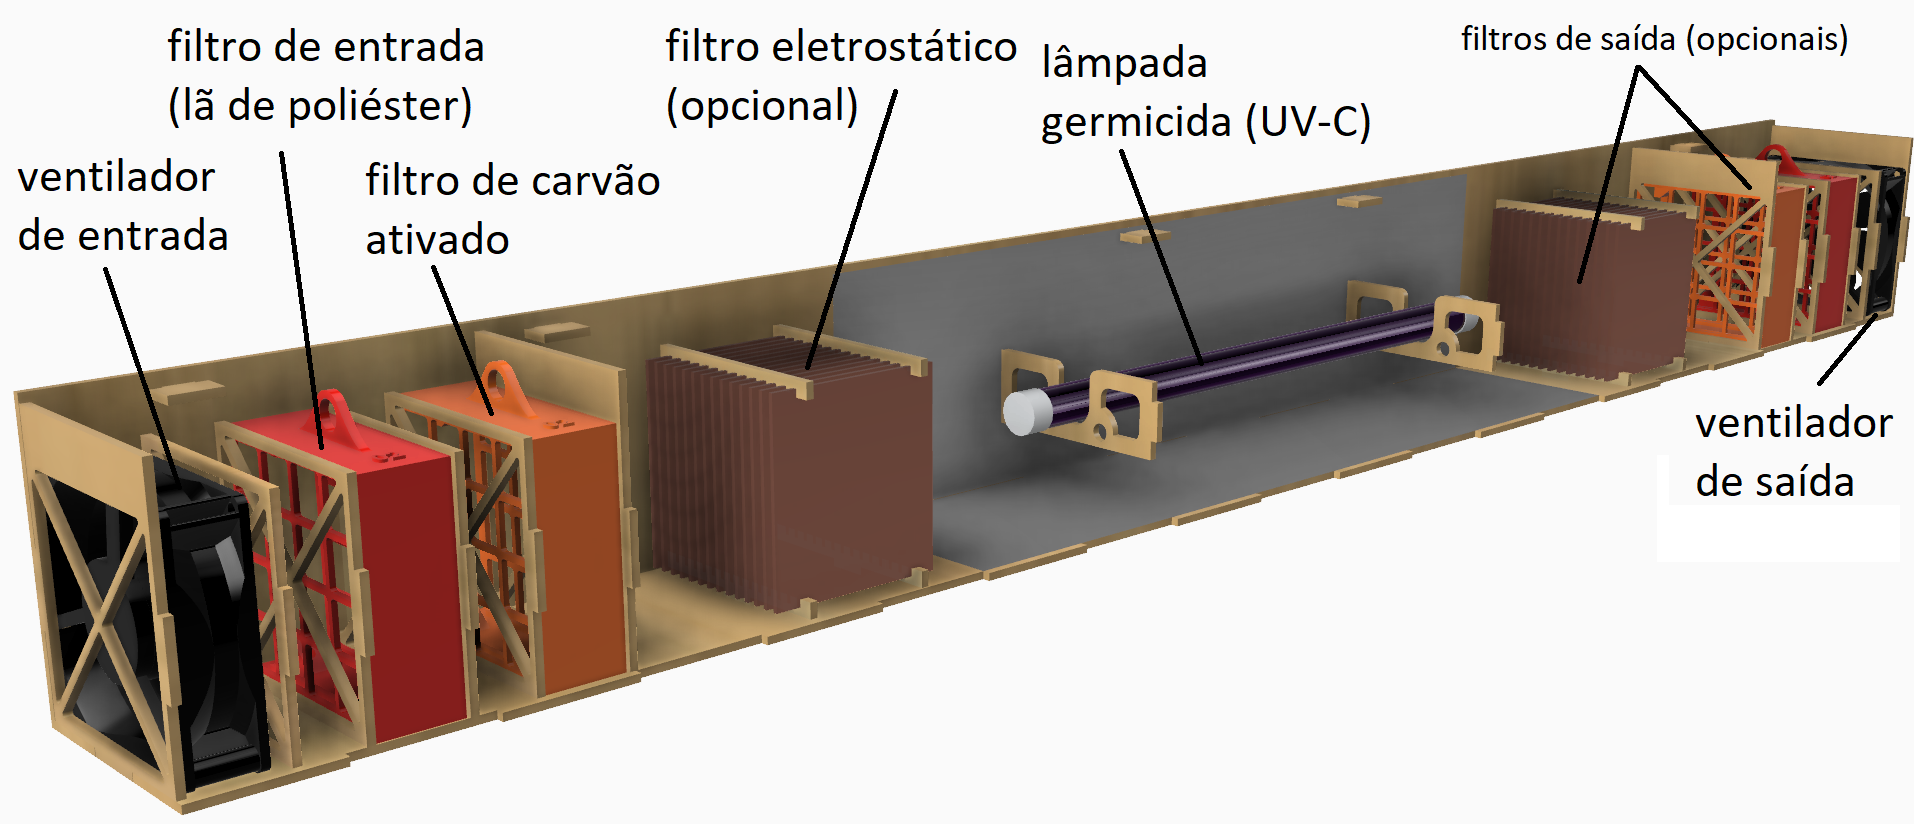 ventilador
de entrada
filtro de entrada
(lã de poliéster)
filtro de carvão
ativado
filtro eletrostático
(opcional)
lâmpada
germicida (UV-C)
filtros de saída (opcionais)
ventilador
de saída